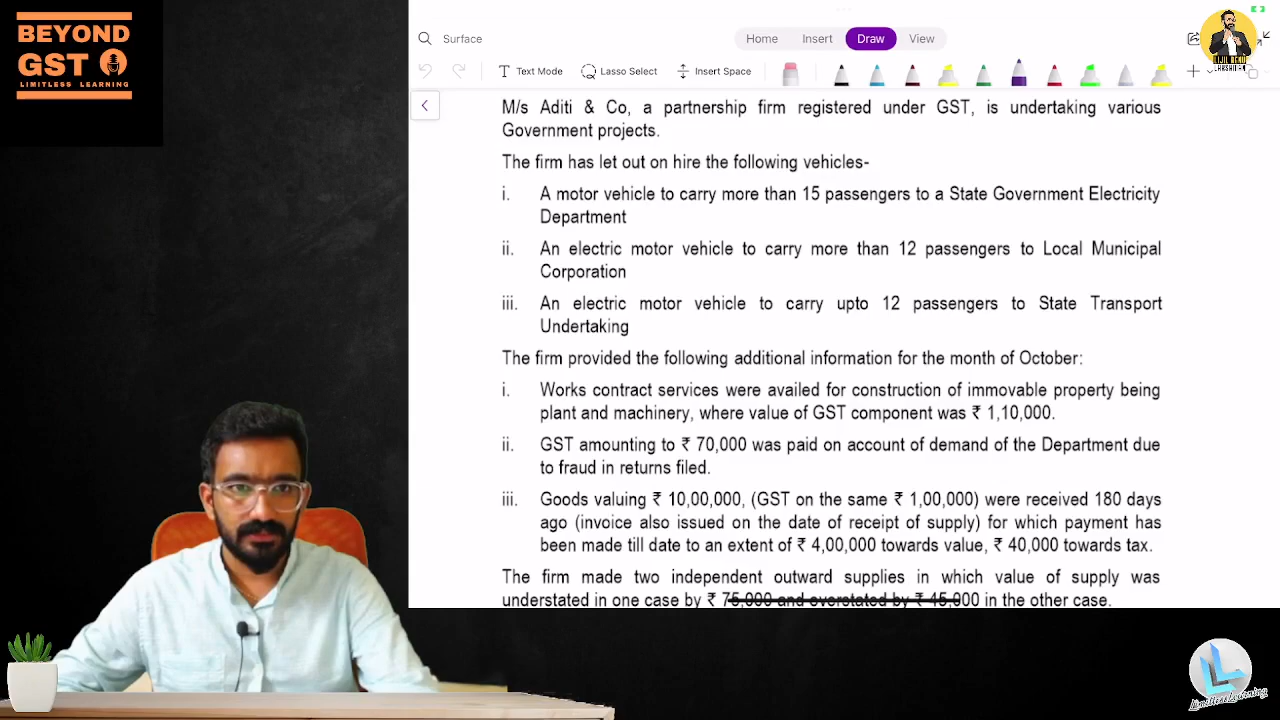 BEYOND
GST
LIMITLESS LEARNING
Surface
Home Insert Draw View
Text Mode Lasso Select Insert Space
M/s Aditi & Co, a partnership firm registered under GST, is undertaking various
Government projects.
The firm has let out on hire the following vehicles-
i. A motor vehicle to carry more than 15 passengers to a State Government Electricity
Department
ii. An electric motor vehicle to carry more than 12 passengers to Local Municipal
Corporation
iii. An electric motor vehicle to carry upto 12 passengers to State Transport
Undertaking
The firm provided the following additional information for the month of October:
i. Works contract services were availed for construction of immovable property being
plant and machinery, where value of GST component was ₹ 1,10,000.
ii. GST amounting to ₹ 70,000 was paid on account of demand of the Department due
to fraud in returns filed.
iii. Goods valuing ₹ 10,00,000, (GST on the same ₹ 1,00,000) were received 180 days
ago (invoice also issued on the date of receipt of supply) for which payment has
been made till date to an extent of ₹ 4,00,000 towards value, ₹ 40,000 towards tax.
The firm made two independent outward supplies in which value of supply was
understated in one case by ₹ 75,000 and overstated by ₹ 45,000 in the other case.
Limitless Learning